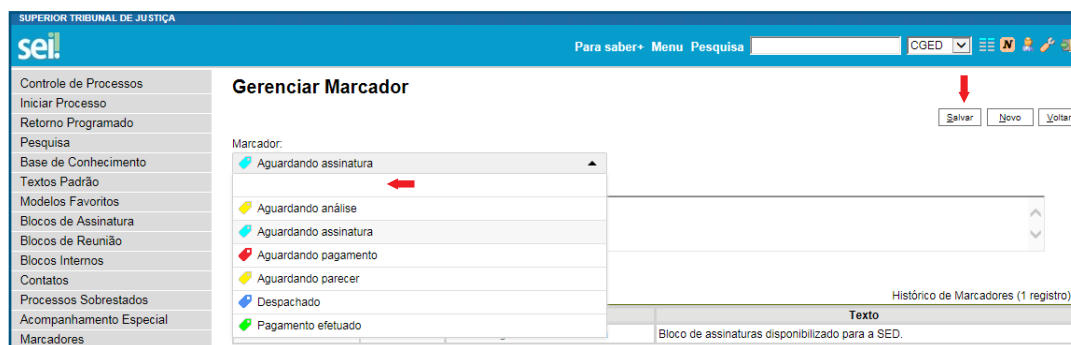 SUPERIOR TRIBUNAL DE JUSTIÇA
sei!
Para saber+ Menu Pesquisa
CGED
N
Controle de Processos
Iniciar Processo
Retorno Programado
Pesquisa
Base de Conhecimento
Textos Padrão
Modelos Favoritos
Blocos de Assinatura
Blocos de Reunião
Blocos Internos
Contatos
Processos Sobrestados
Acompanhamento Especial
Marcadores
Gerenciar Marcador
Salvar Novo Voltar
Marcador:
Aguardando assinatura
Aguardando análise
Aguardando assinatura
Aguardando pagamento
Aguardando parecer
Despachado
Pagamento efetuado
Histórico de Marcadores (1 registro)
Texto
Bloco de assinaturas disponibilizado para a SED.